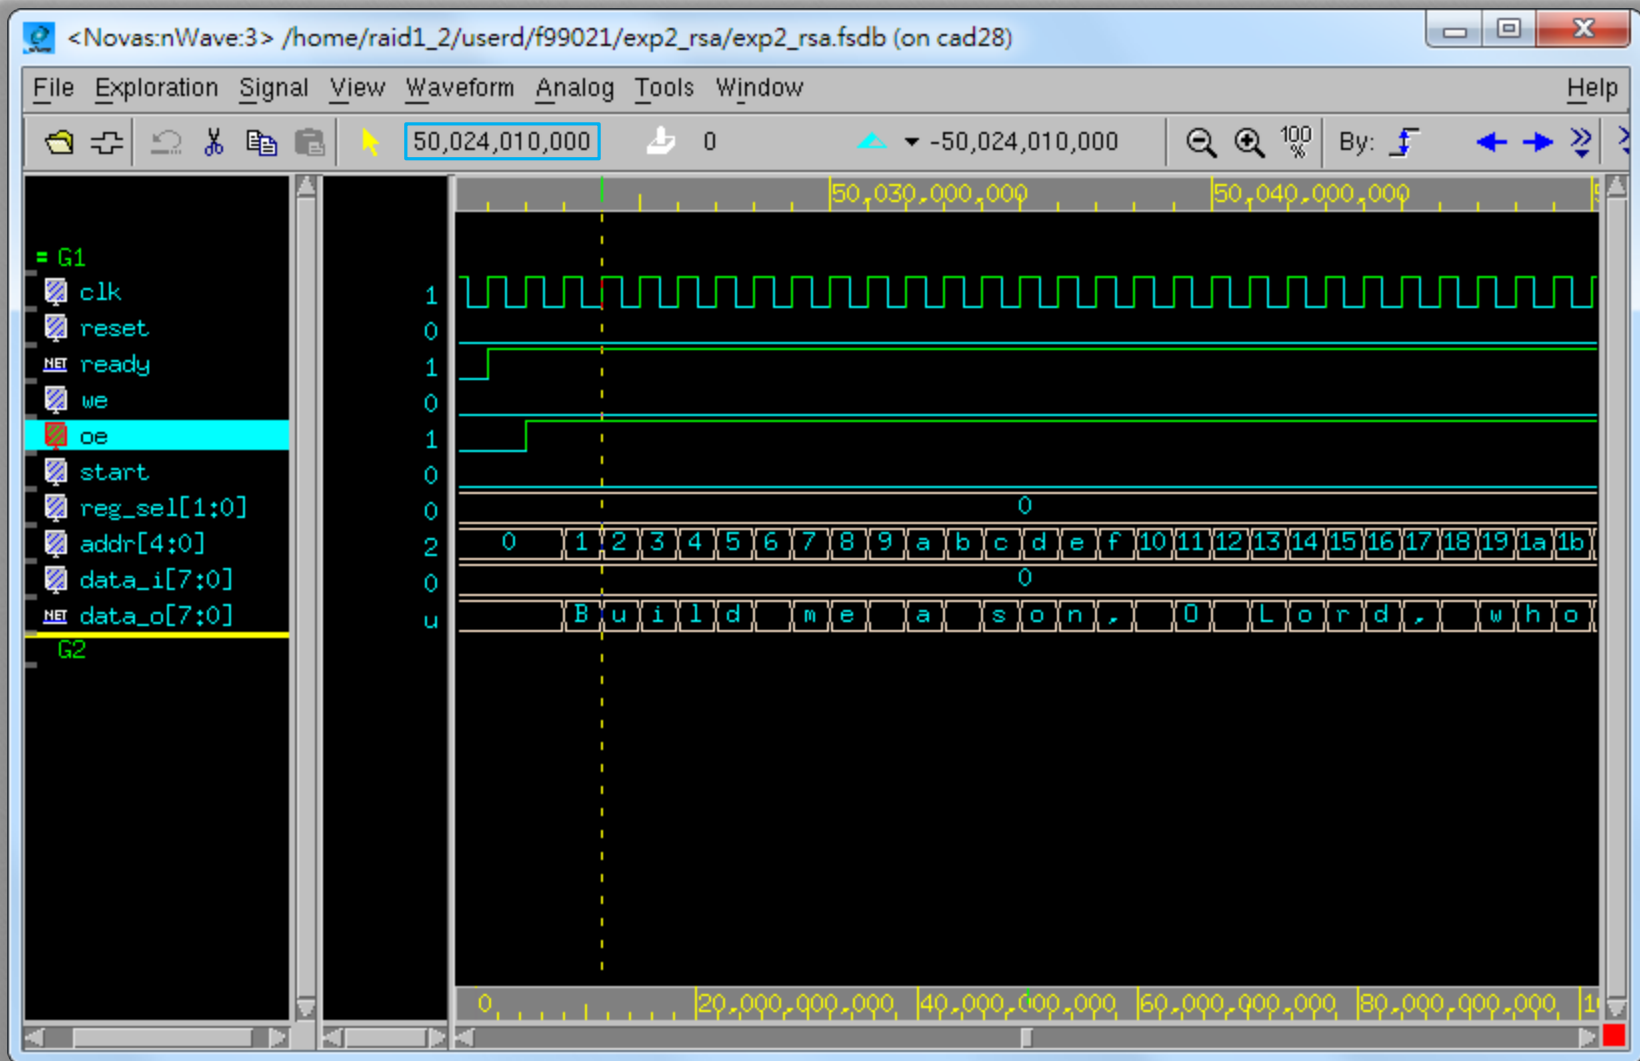 <Novas:nWave:3> /home/raid1_2/userd/f99021/exp2_rsa/exp2_rsa.fsdb (on cad28)
File Exploration Signal View Waveform Analog Tools Window Help
50,024,010,000 0 -50,024,010,000 100 % By:
50,030,000,000 50,040,000,000
= G1
clk 1
reset 0
NET ready 1
we 0
oe 1
start 0
reg_sel[1:0] 0 0
addr[4:0] 2 0 1 2 3 4 5 6 7 8 9 a b c d e f 10 11 12 13 14 15 16 17 18 19 1a 1b
data_i[7:0] 0 0
NET data_o[7:0] u B u i l d m e a s o n , O L o r d , w h o
G2
0 20,000,000,000 40,000,000,000 60,000,000,000 80,000,000,000